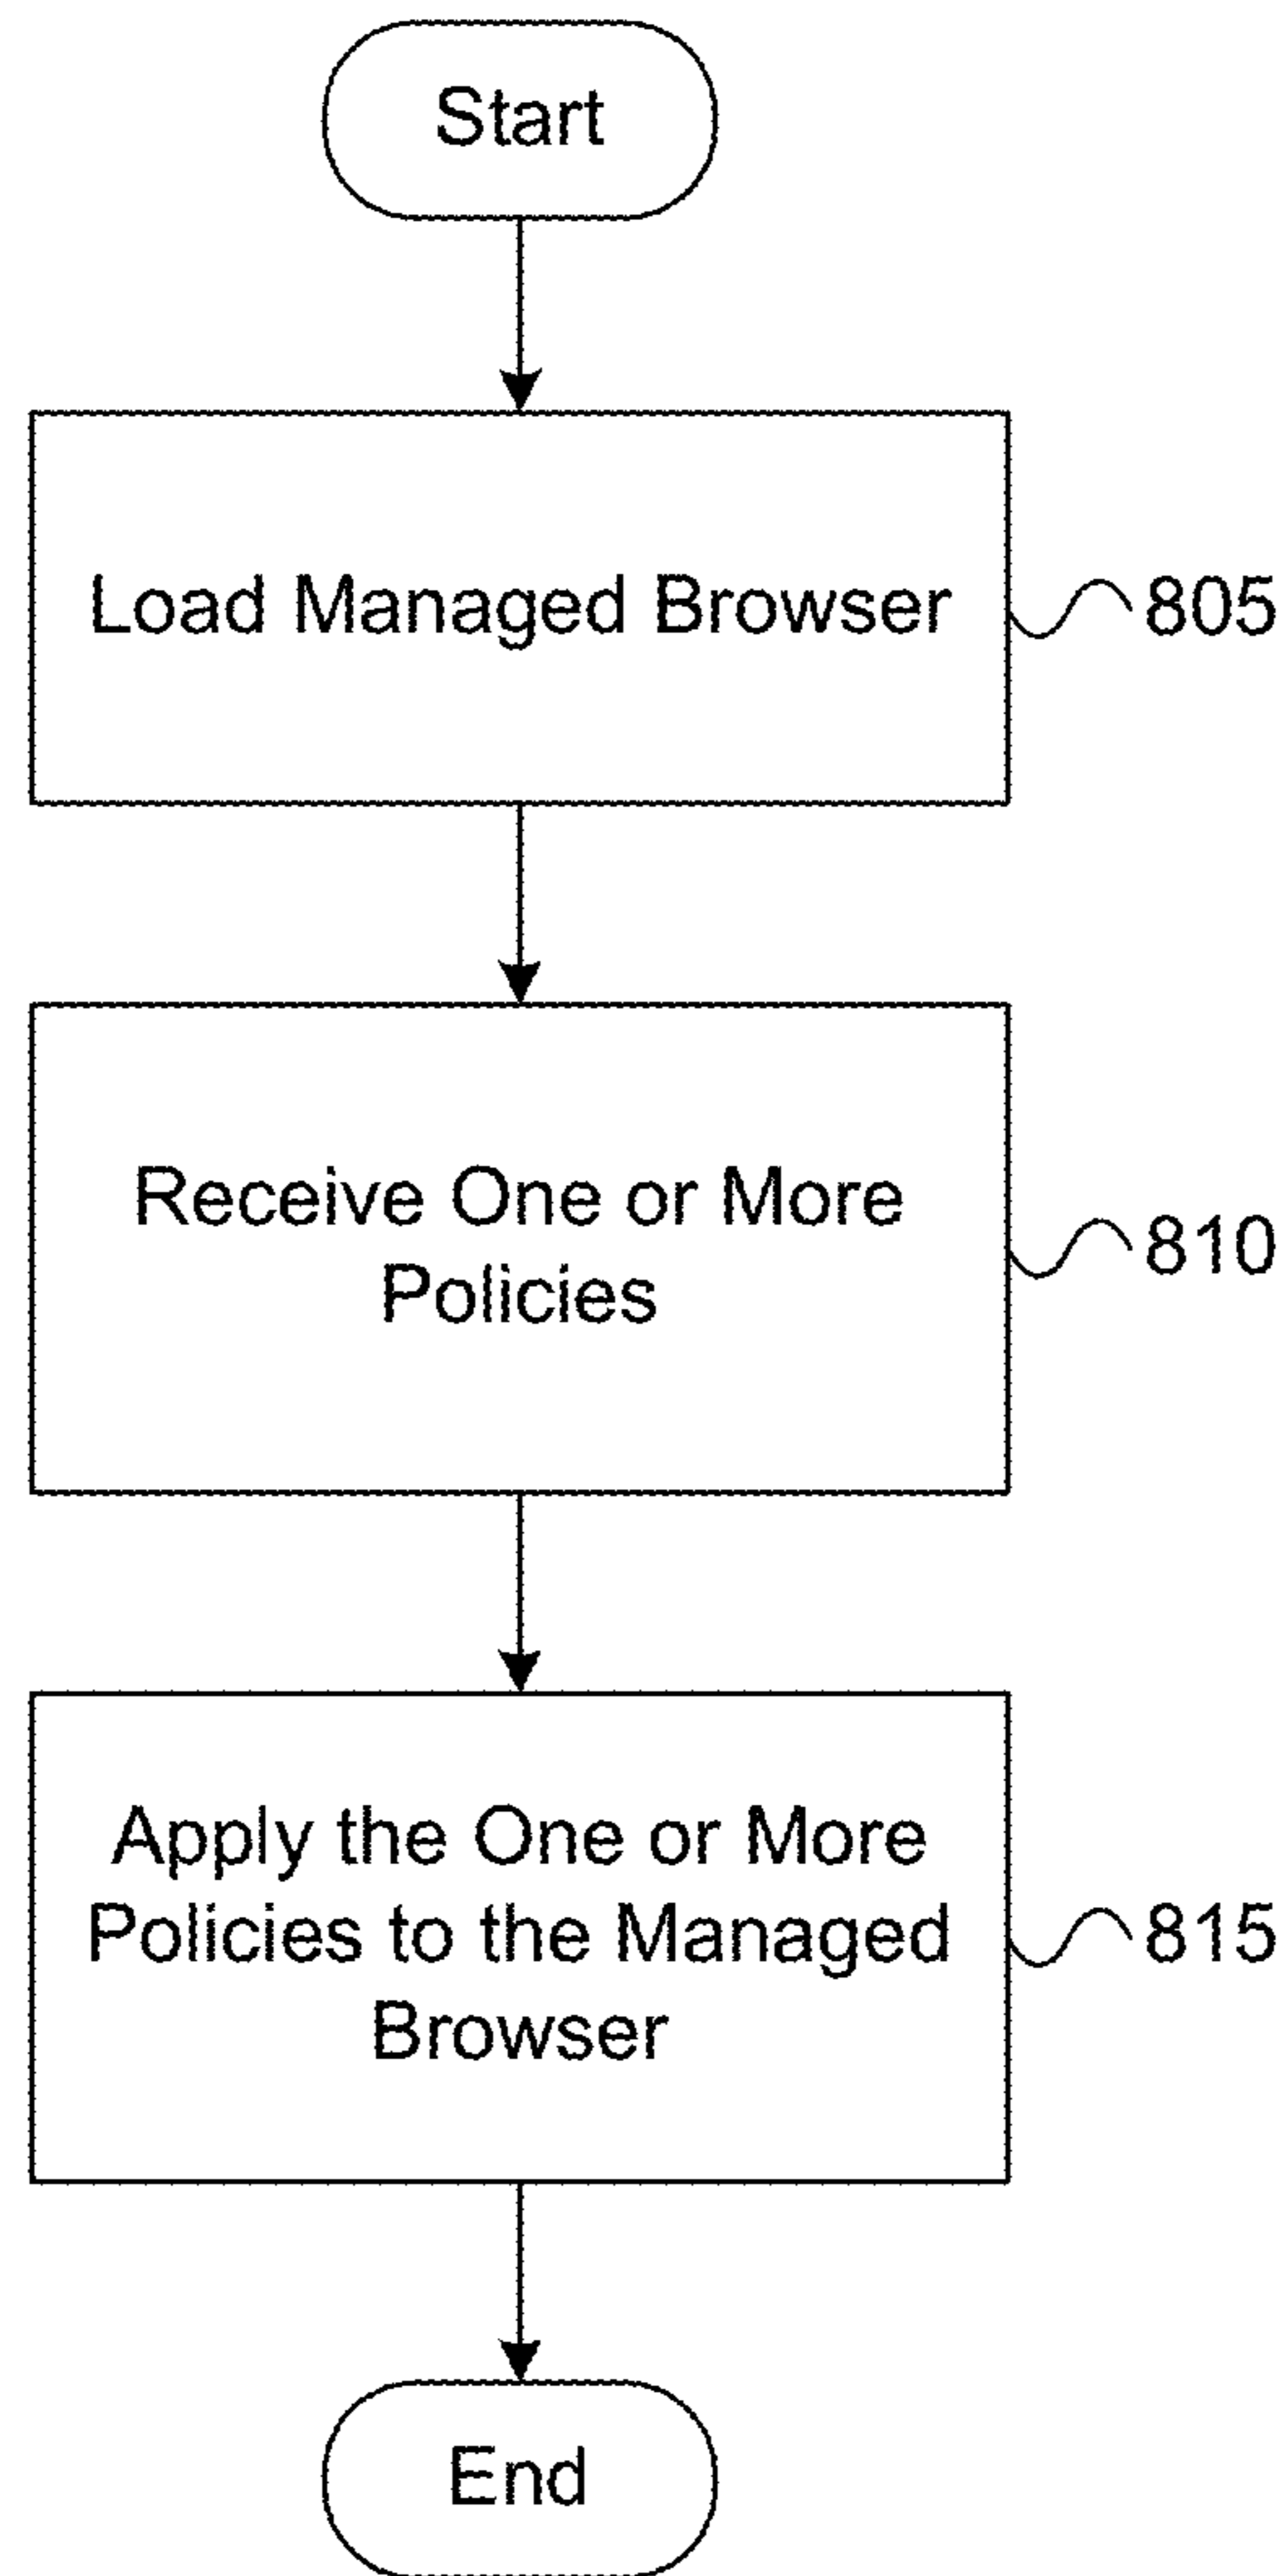 Start
Load Managed Browser
805
Receive One or More
Policies
810
Apply the One or More
Policies to the Managed
Browser
815
End